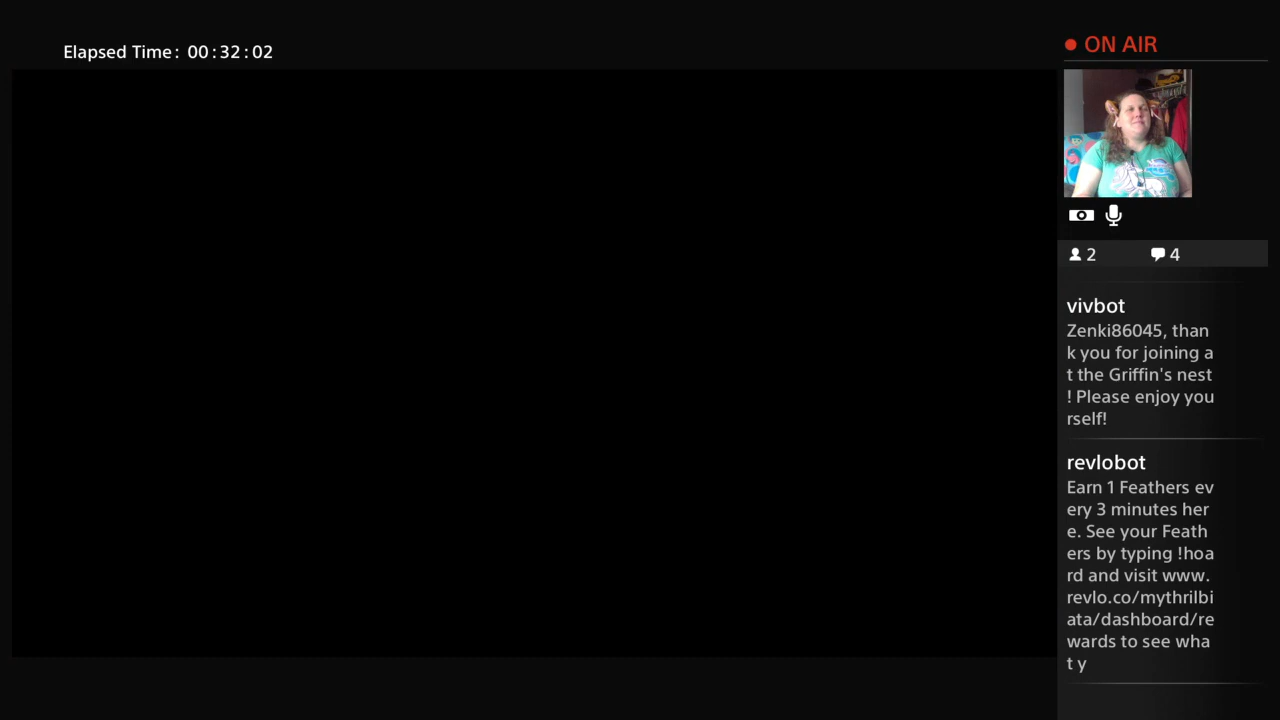 Elapsed Time: 00:32:02
ON AIR
2 4
vivbot
Zenki86045, than
k you for joining a
t the Griffin's nest
! Please enjoy you
rself!
revlobot
Earn 1 Feathers ev
ery 3 minutes her
e. See your Feath
ers by typing !hoa
rd and visit www.
revlo.co/mythrilbi
ata/dashboard/re
wards to see wha
t y